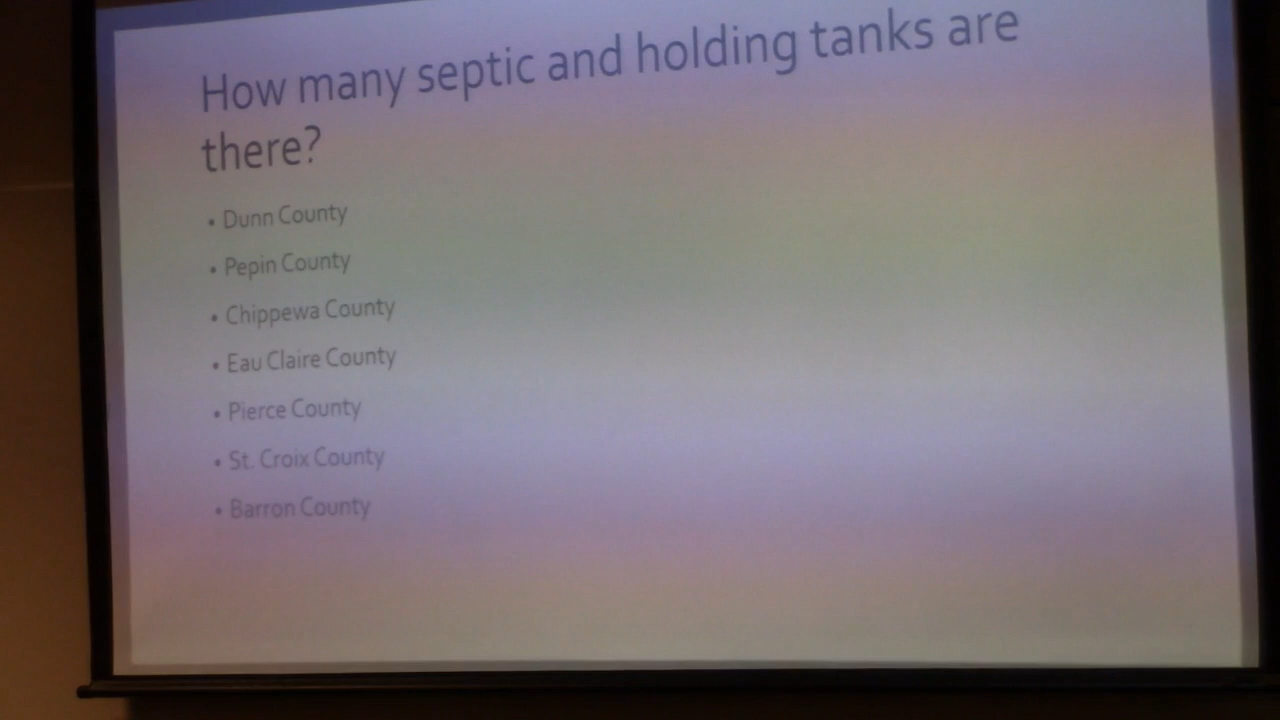 How many septic and holding tanks are
there?
• Dunn County
• Pepin County
• Chippewa County
• Eau Claire County
• Pierce County
• St. Croix County
• Barron County